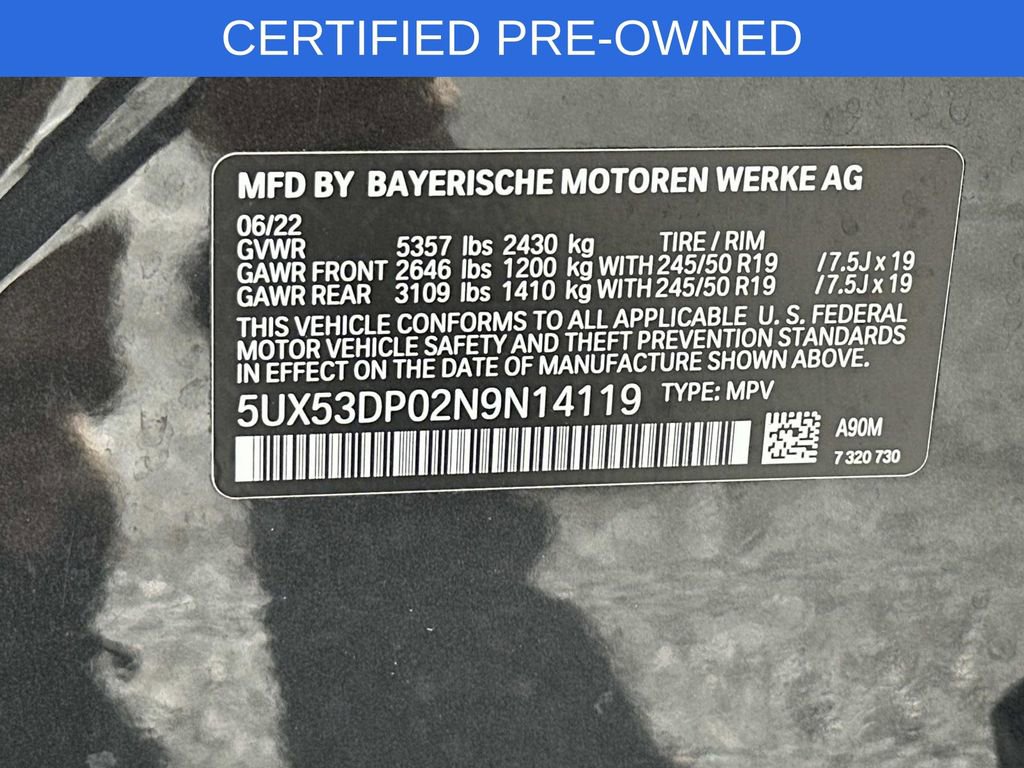 CERTIFIED PRE-OWNED
MFD BY BAYERISCHE MOTOREN WERKE AG
06/22
GVWR 5357 lbs 2430 kg TIRE / RIM
GAWR FRONT 2646 lbs 1200 kg WITH 245/50 R19 / 7.5J x 19
GAWR REAR 3109 lbs 1410 kg WITH 245/50 R19 / 7.5J x 19
THIS VEHICLE CONFORMS TO ALL APPLICABLE U. S. FEDERAL
MOTOR VEHICLE SAFETY AND THEFT PREVENTION STANDARDS
IN EFFECT ON THE DATE OF MANUFACTURE SHOWN ABOVE.
5UX53DP02N9N14119 TYPE: MPV
A90M
7 320 730